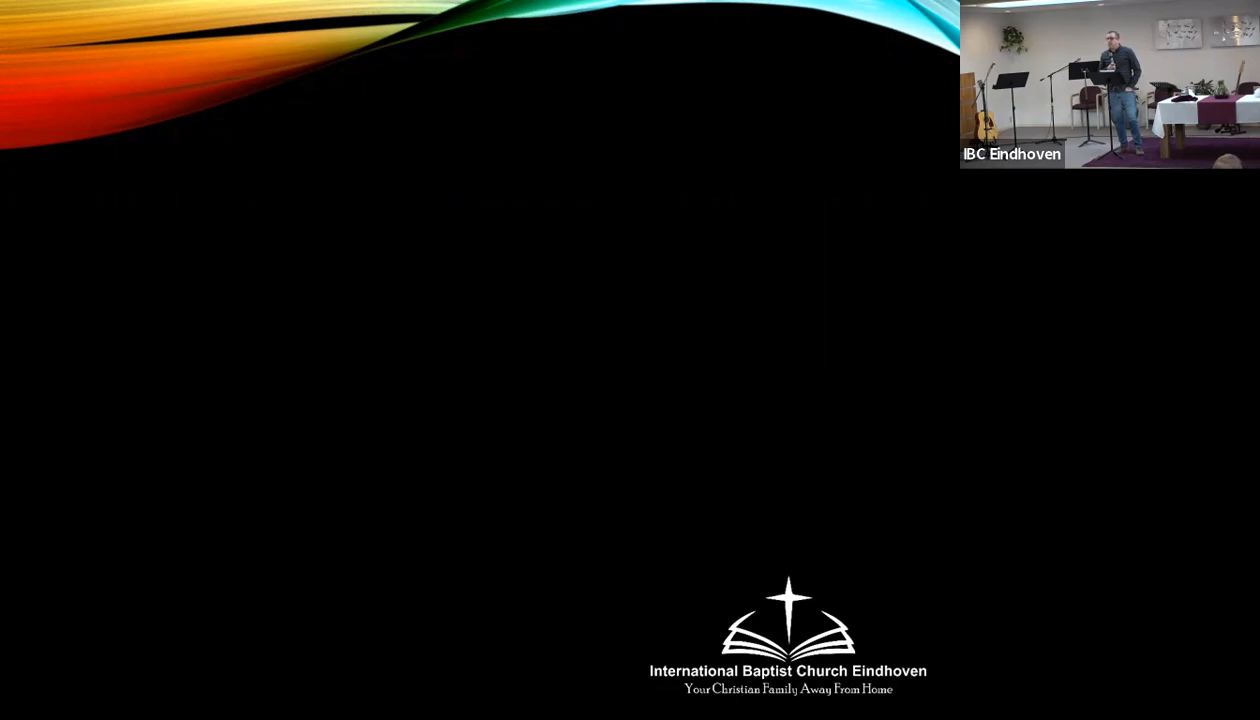 IBC Eindhoven
International Baptist Church Eindhoven
Your Christian Family Away From Home